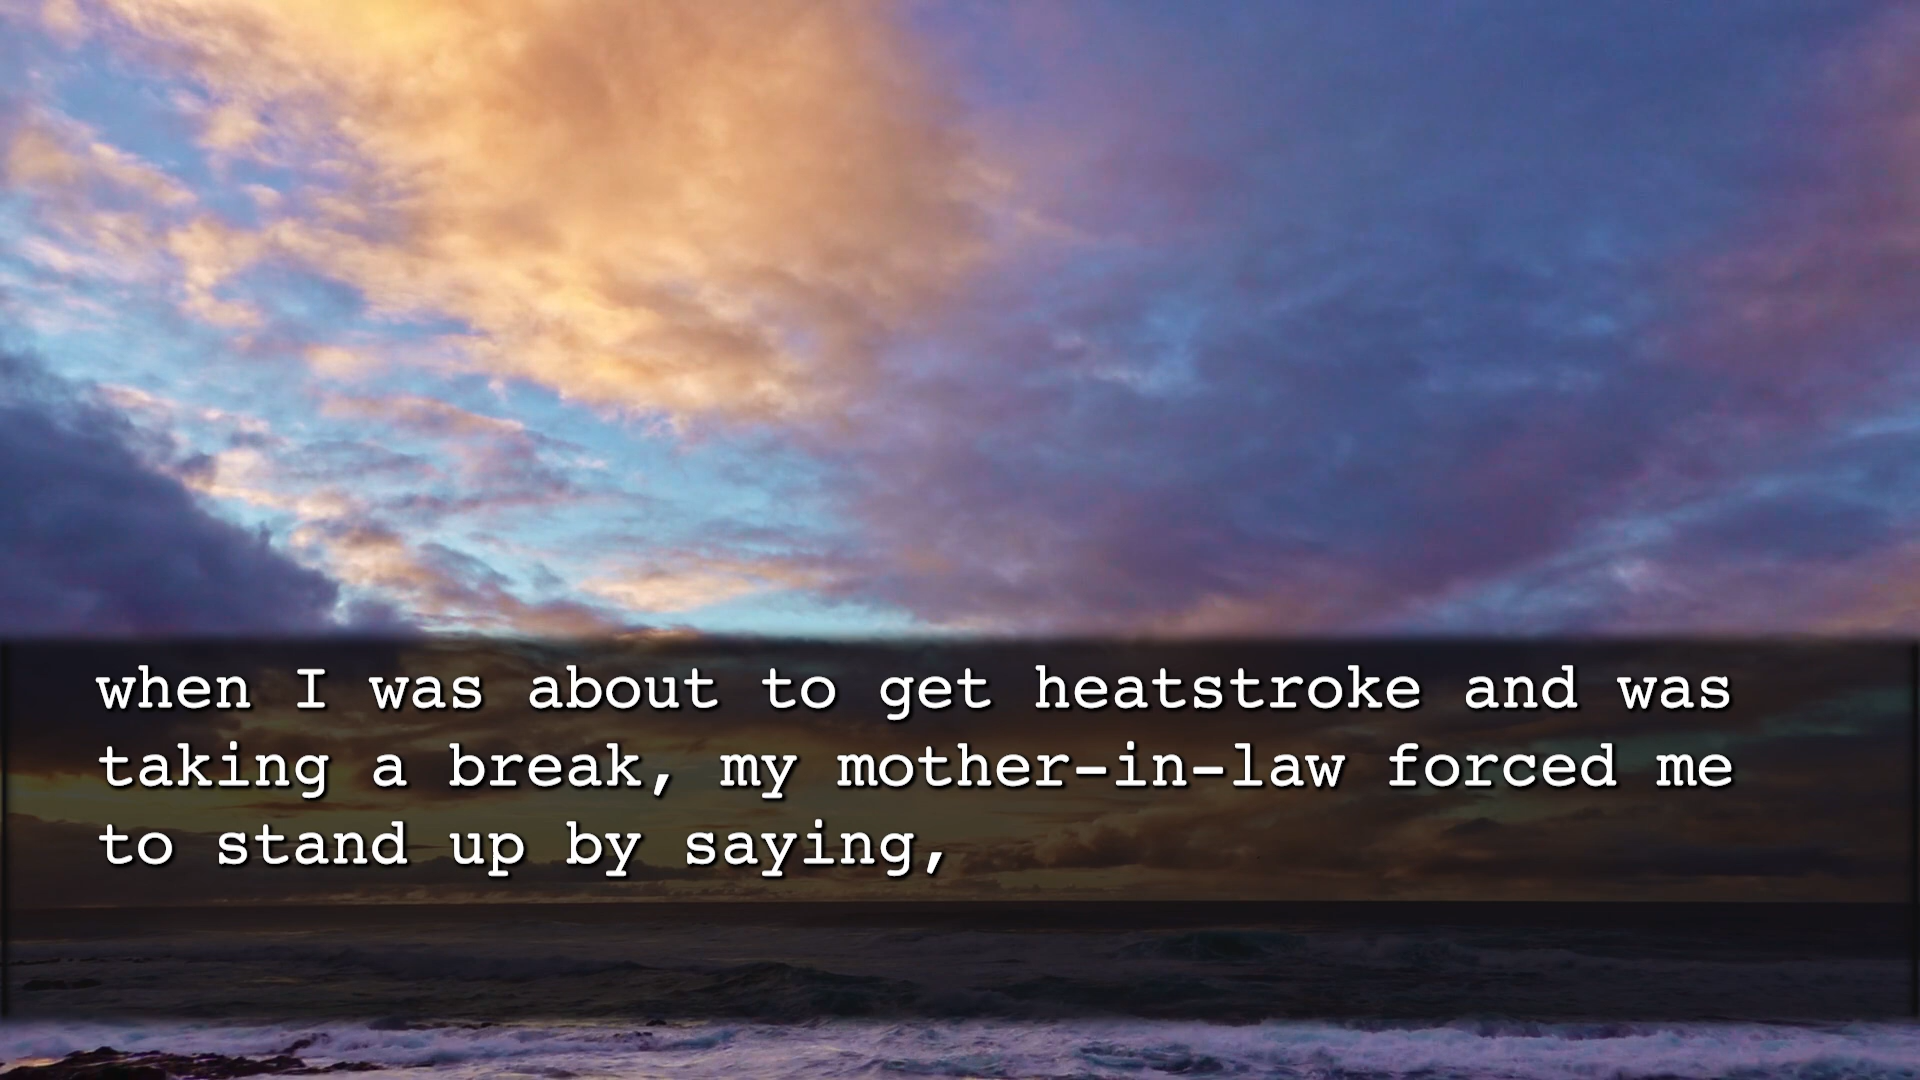 when I was about to get heatstroke and was
taking a break, my mother-in-law forced me
to stand up by saying,